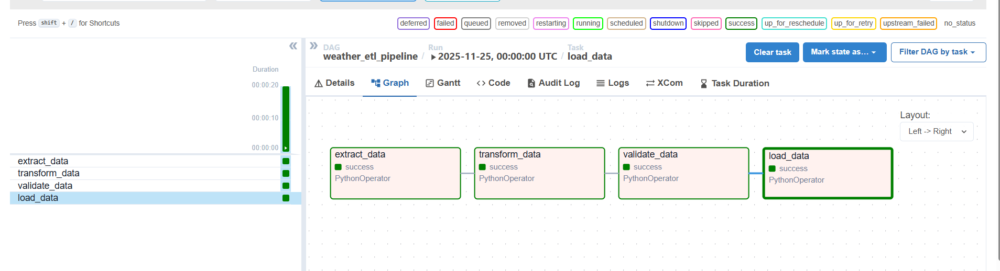 Press shift + / for Shortcuts
deferred failed queued removed restarting running scheduled shutdown skipped success up_for_reschedule up_for_retry upstream_failed no_status
DAG Run Task
weather_etl_pipeline / 2025-11-25, 00:00:00 UTC / load_data
Clear task Mark state as... Filter DAG by task
Details Graph Gantt Code Audit Log Logs XCom Task Duration
Duration
00:00:20
00:00:10
00:00:00
extract_data
transform_data
validate_data
load_data
Layout:
Left -> Right
extract_data
success
PythonOperator
transform_data
success
PythonOperator
validate_data
success
PythonOperator
load_data
success
PythonOperator